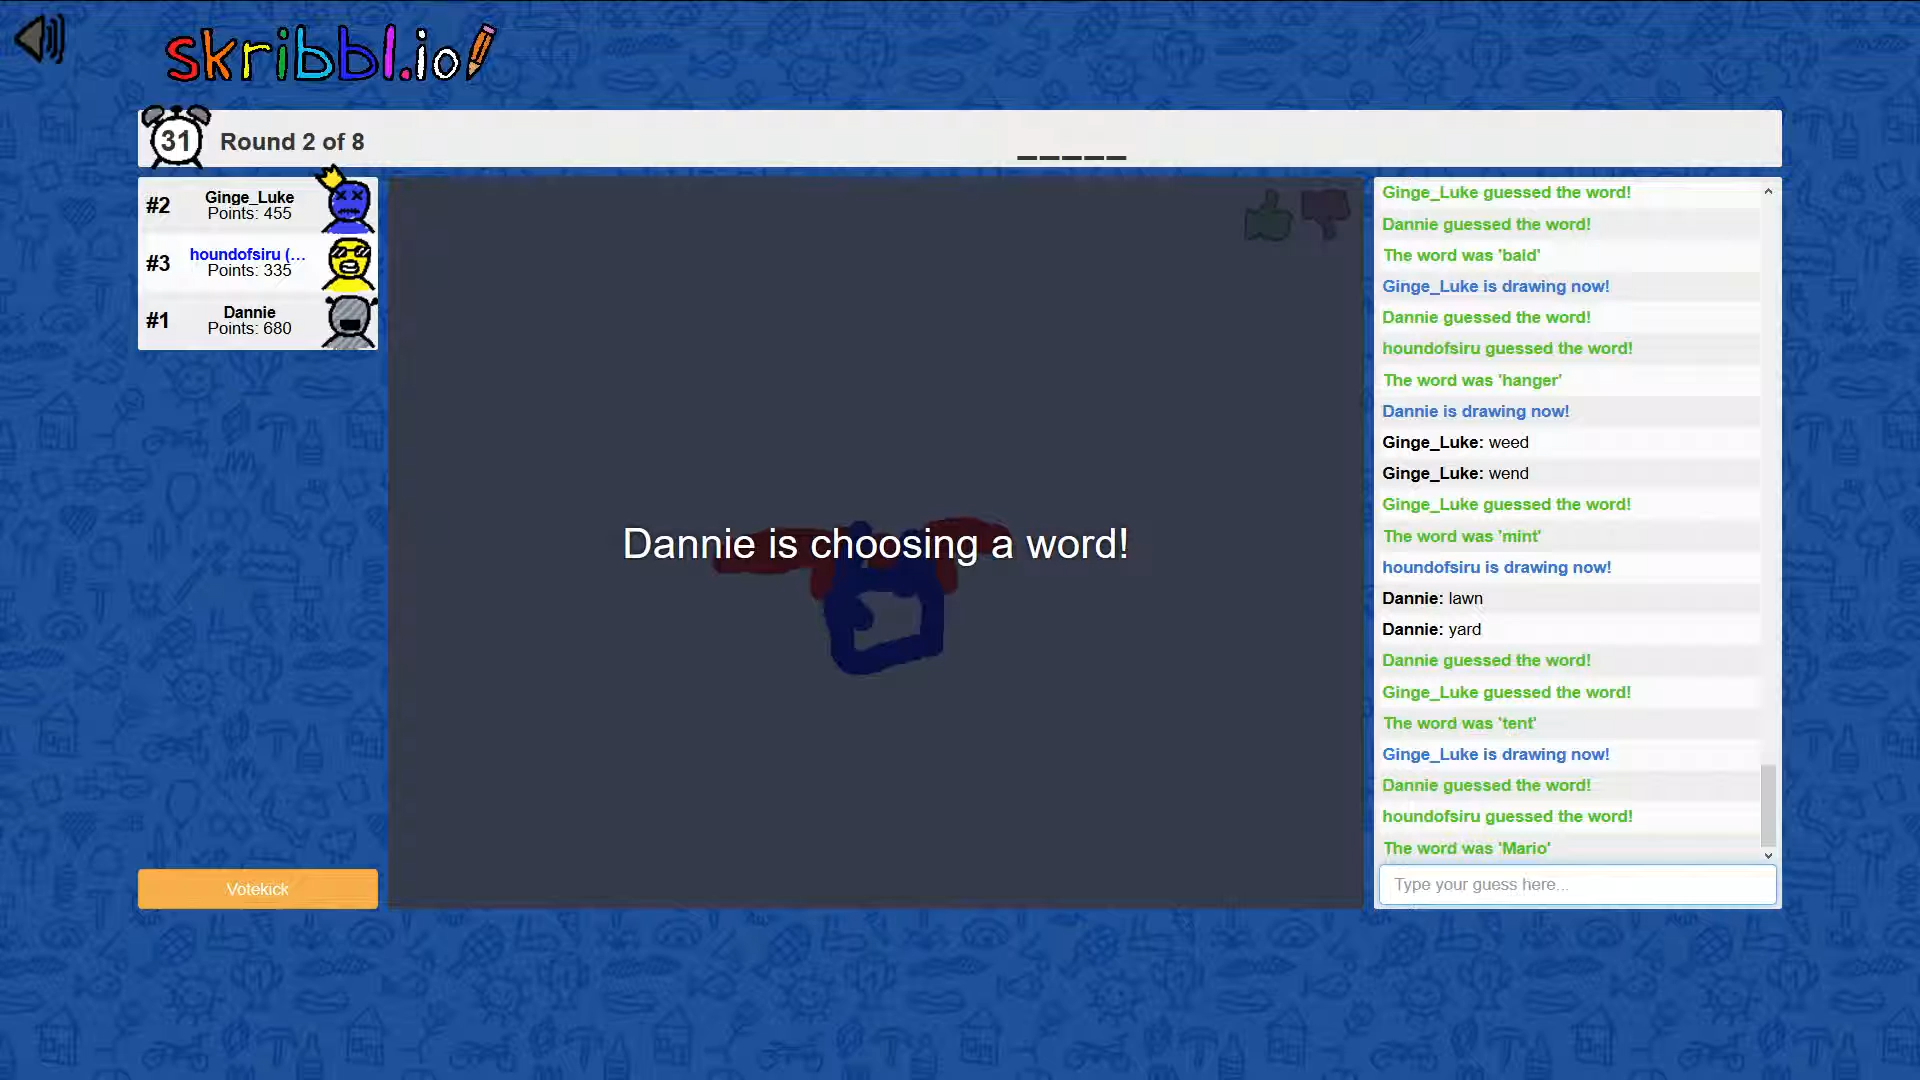 skribbl.io
31
Round 2 of 8
_____
#2
Ginge_Luke
Points: 455
#3
houndofsiru (...
Points: 335
#1
Dannie
Points: 680
Votekick
Dannie is choosing a word!
Ginge_Luke guessed the word!
Dannie guessed the word!
The word was 'bald'
Ginge_Luke is drawing now!
Dannie guessed the word!
houndofsiru guessed the word!
The word was 'hanger'
Dannie is drawing now!
Ginge_Luke: weed
Ginge_Luke: wend
Ginge_Luke guessed the word!
The word was 'mint'
houndofsiru is drawing now!
Dannie: lawn
Dannie: yard
Dannie guessed the word!
Ginge_Luke guessed the word!
The word was 'tent'
Ginge_Luke is drawing now!
Dannie guessed the word!
houndofsiru guessed the word!
The word was 'Mario'
Type your guess here...